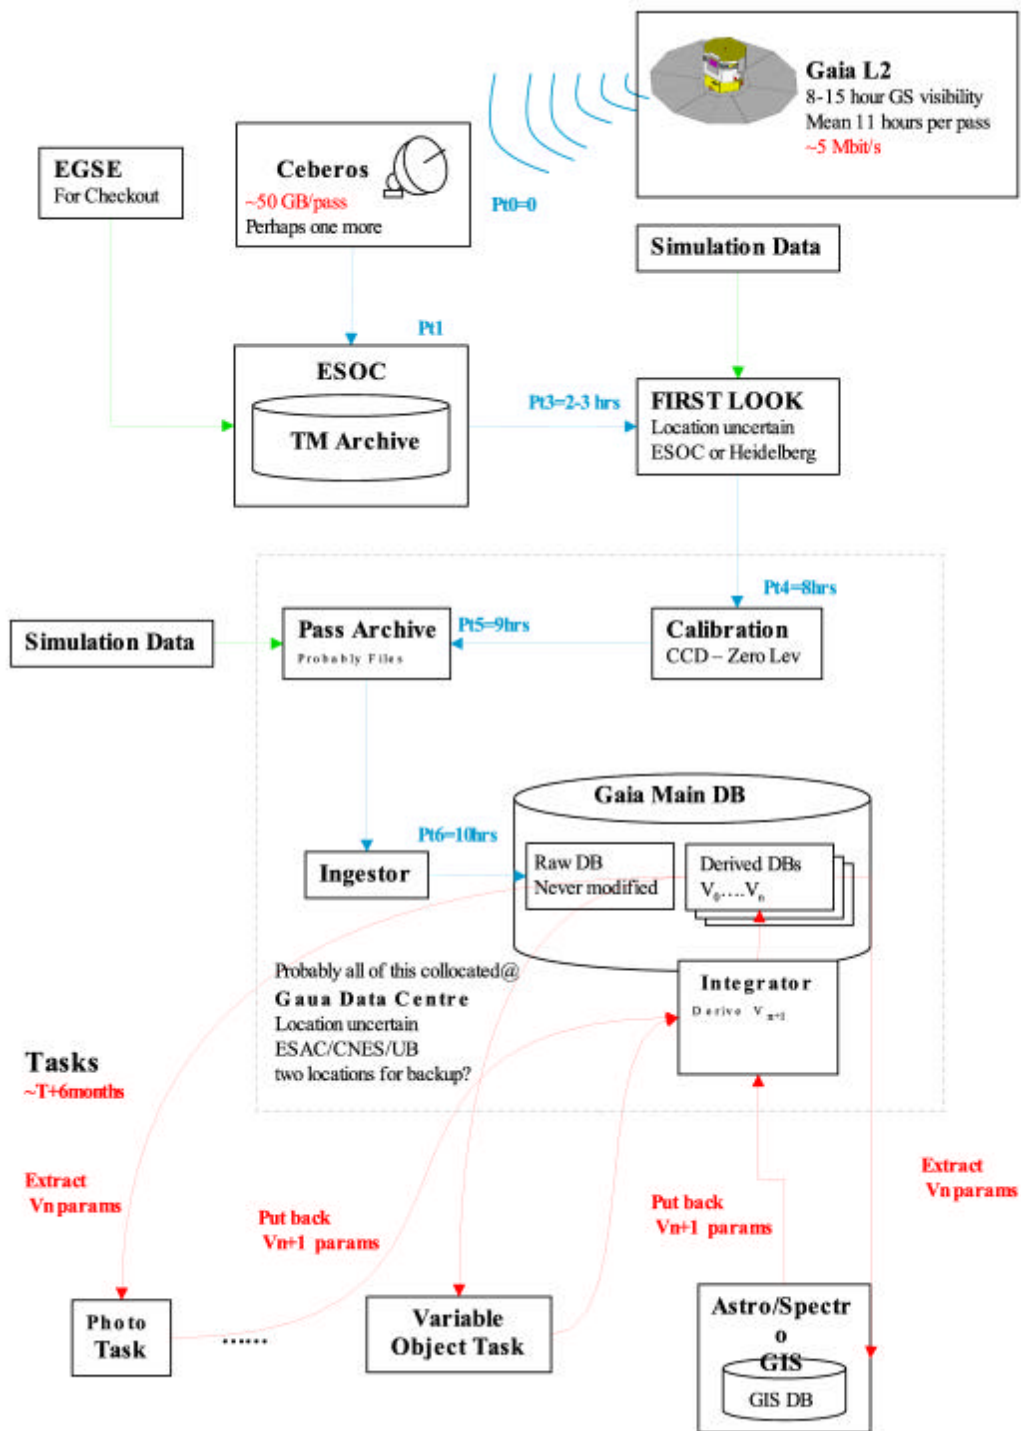 Gaia L2
8-15 hour GS visibility
Mean 11 hours per pass
~5 Mbit/s
EGSE
For Checkout
Ceberos
~50 GB/pass
Perhaps one more
Pt0=0
Simulation Data
Pt1
ESOC
TM Archive
Pt3=2-3 hrs
FIRST LOOK
Location uncertain
ESOC or Heidelberg
Pt4=8hrs
Simulation Data
Pass Archive
Probably Files
Pt5=9hrs
Calibration
CCD – Zero Lev
Gaia Main DB
Pt6=10hrs
Ingestor
Raw DB
Never modified
Derived DBs
V0....Vn
Probably all of this collocated@
Gaua Data Centre
Location uncertain
ESAC/CNES/UB
two locations for backup?
Integrator
Derive Vn+1
Tasks
~T+6months
Extract
Vn params
Put back
Vn+1 params
Put back
Vn+1 params
Extract
Vn params
Photo
Task
......
Variable
Object Task
Astro/Spectr
o
GIS
GIS DB